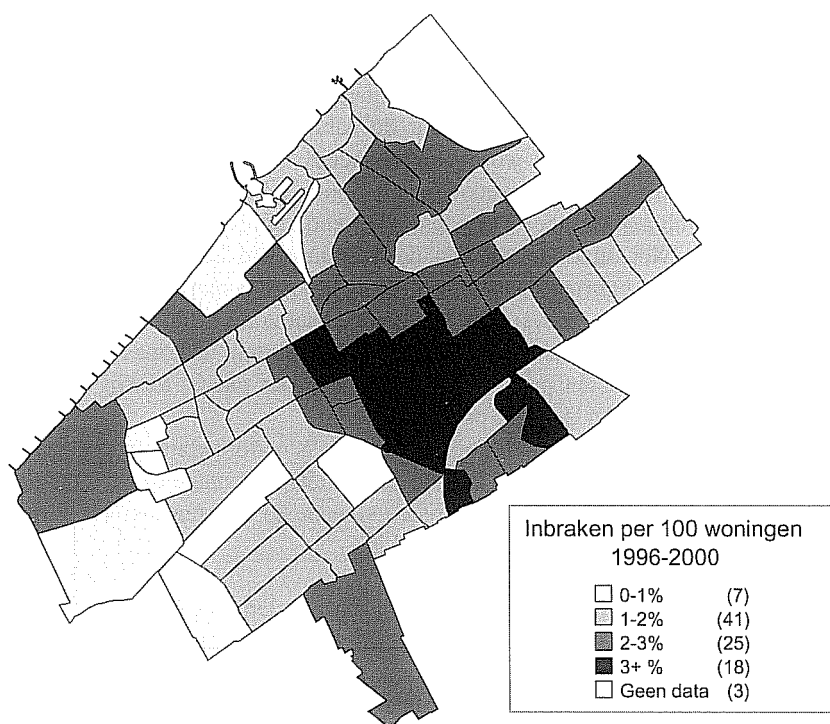 Inbraken per 100 woningen
1996-2000
0-1% (7)
1-2% (41)
2-3% (25)
3+ % (18)
Geen data (3)